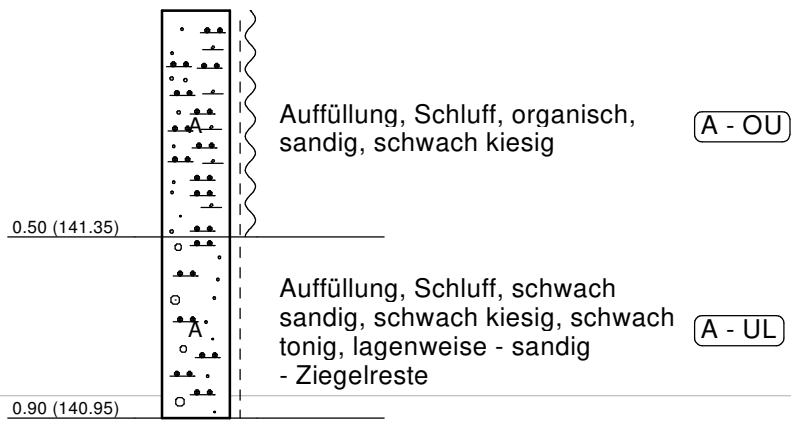 A
Auffüllung, Schluff, organisch,
sandig, schwach kiesig
A - OU
0.50 (141.35)
A
Auffüllung, Schluff, schwach
sandig, schwach kiesig, schwach
tonig, lagenweise - sandig
- Ziegelreste
A - UL
0.90 (140.95)